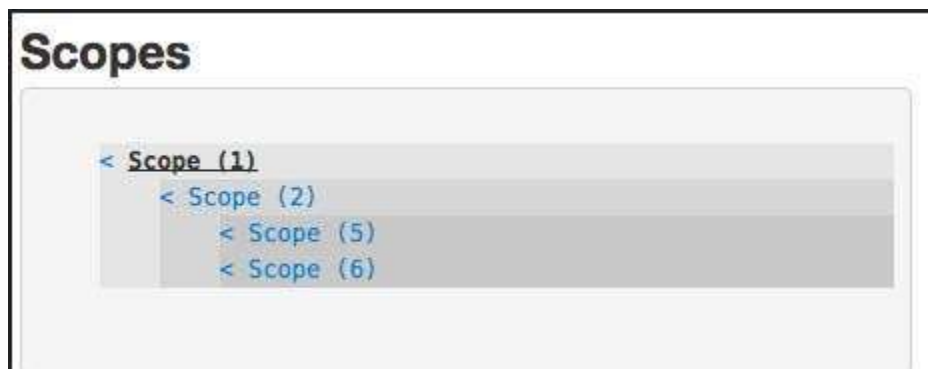 Scopes
< Scope (1)
< Scope (2)
< Scope (5)
< Scope (6)